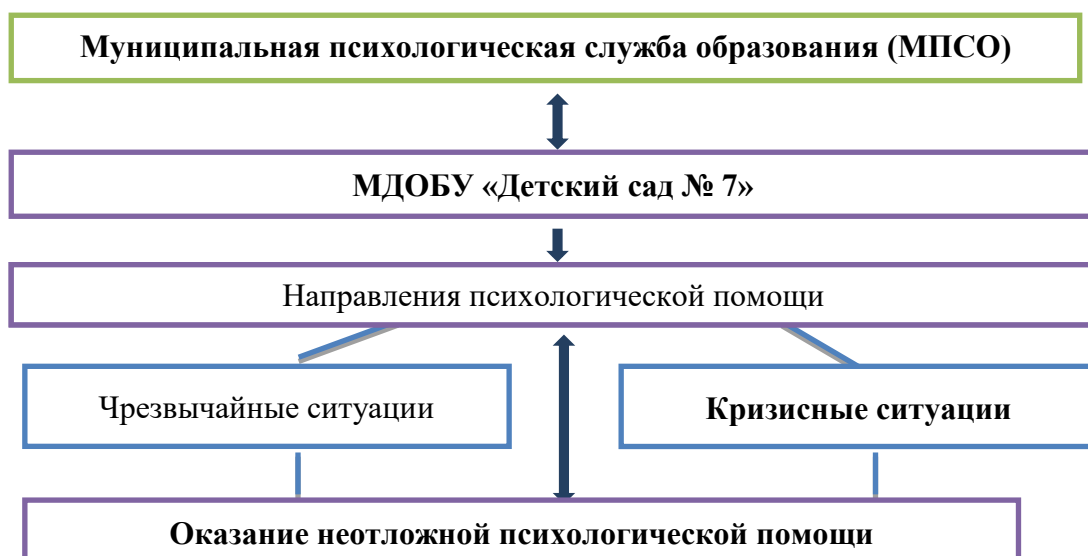 Муниципальная психологическая служба образования (МПСО)
МДОБУ «Детский сад № 7»
Направления психологической помощи
Чрезвычайные ситуации
Кризисные ситуации
Оказание неотложной психологической помощи